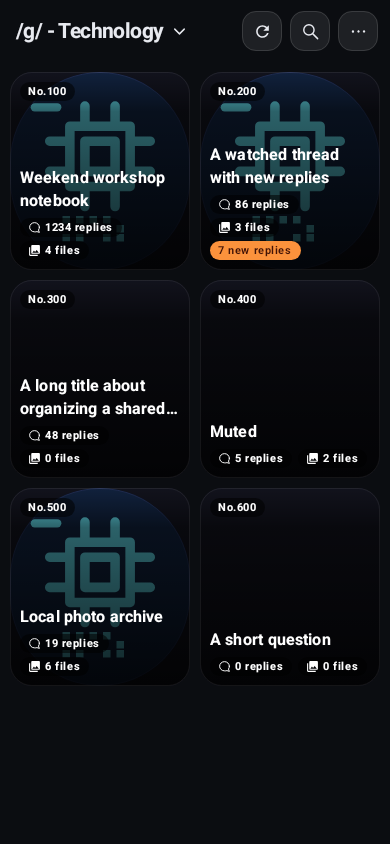 /g/ - Technology
No.100
Weekend workshop
notebook
1234 replies
4 files
No.200
A watched thread
with new replies
86 replies
3 files
7 new replies
No.300
A long title about
organizing a shared…
48 replies
0 files
No.400
Muted
5 replies
2 files
No.500
Local photo archive
19 replies
6 files
No.600
A short question
0 replies
0 files